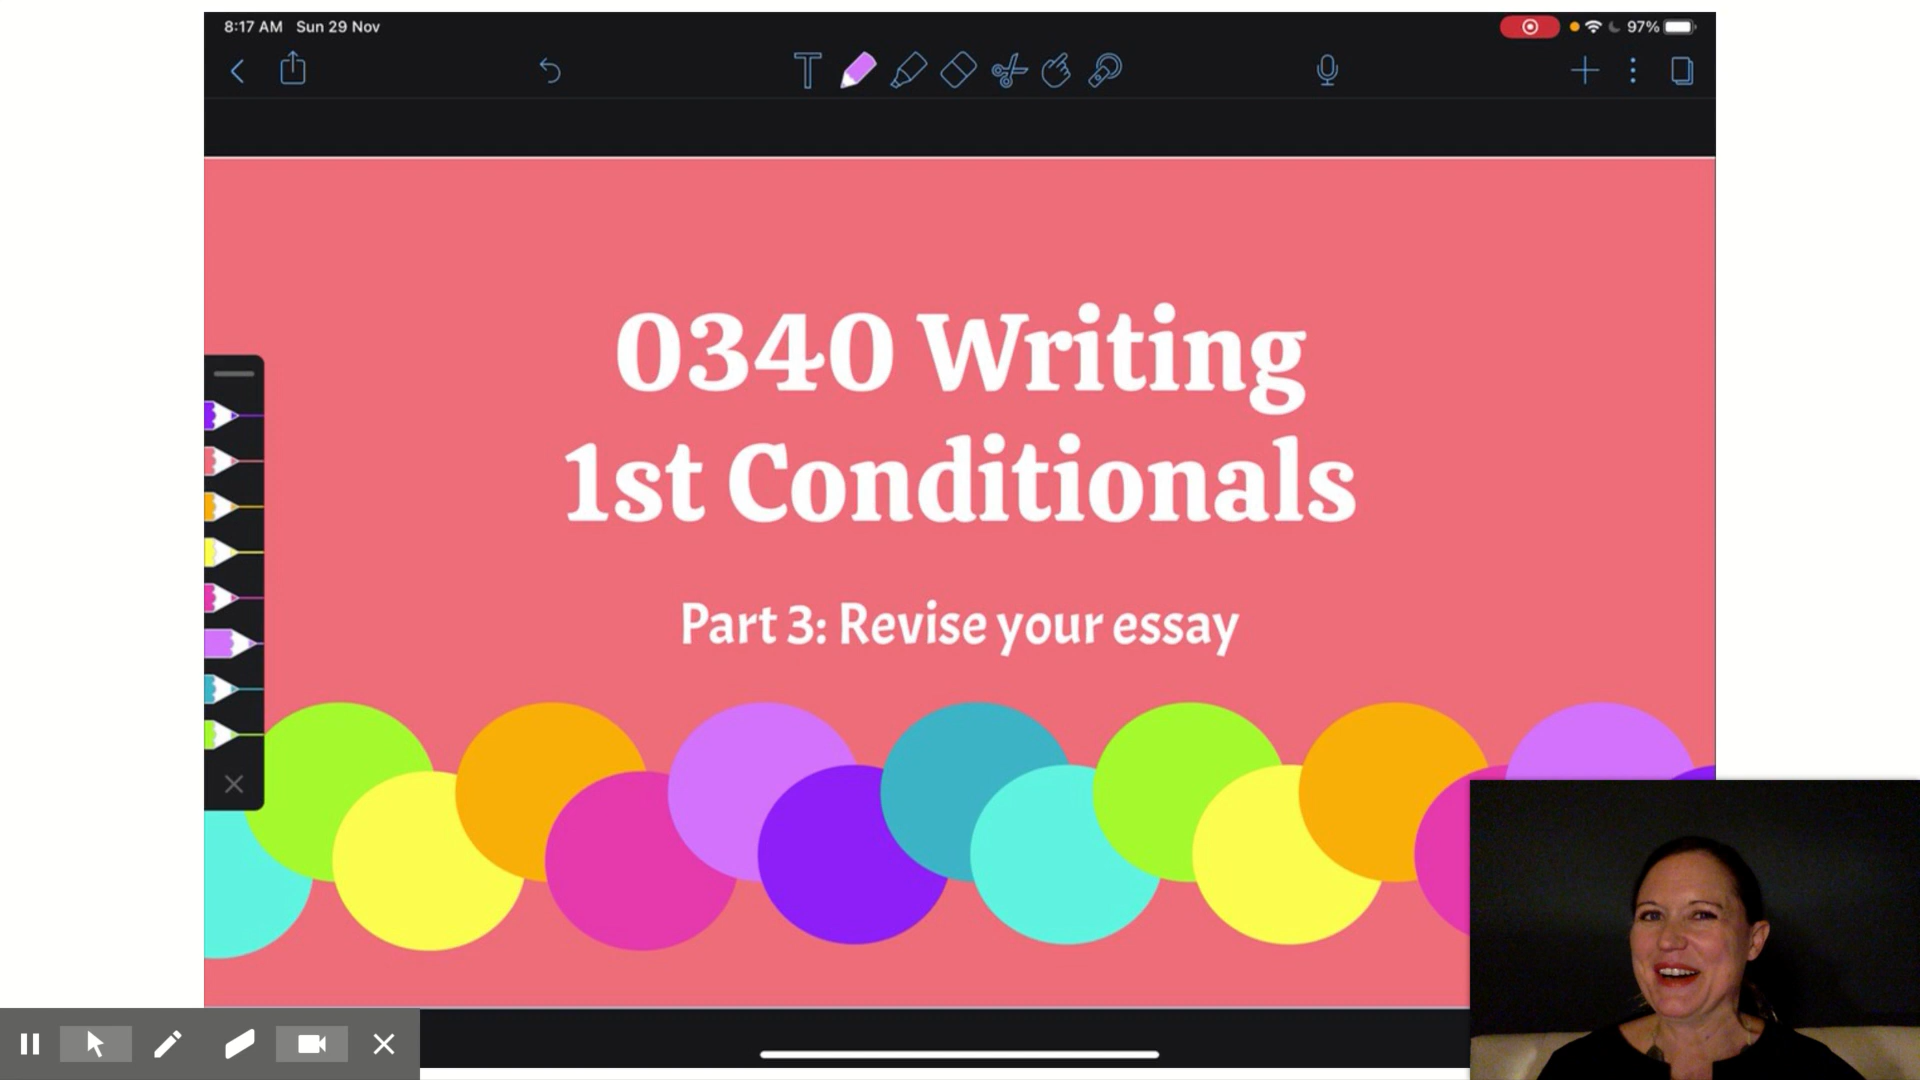 8:17 AM Sun 29 Nov
97%
T
0340 Writing
1st Conditionals
Part 3: Revise your essay